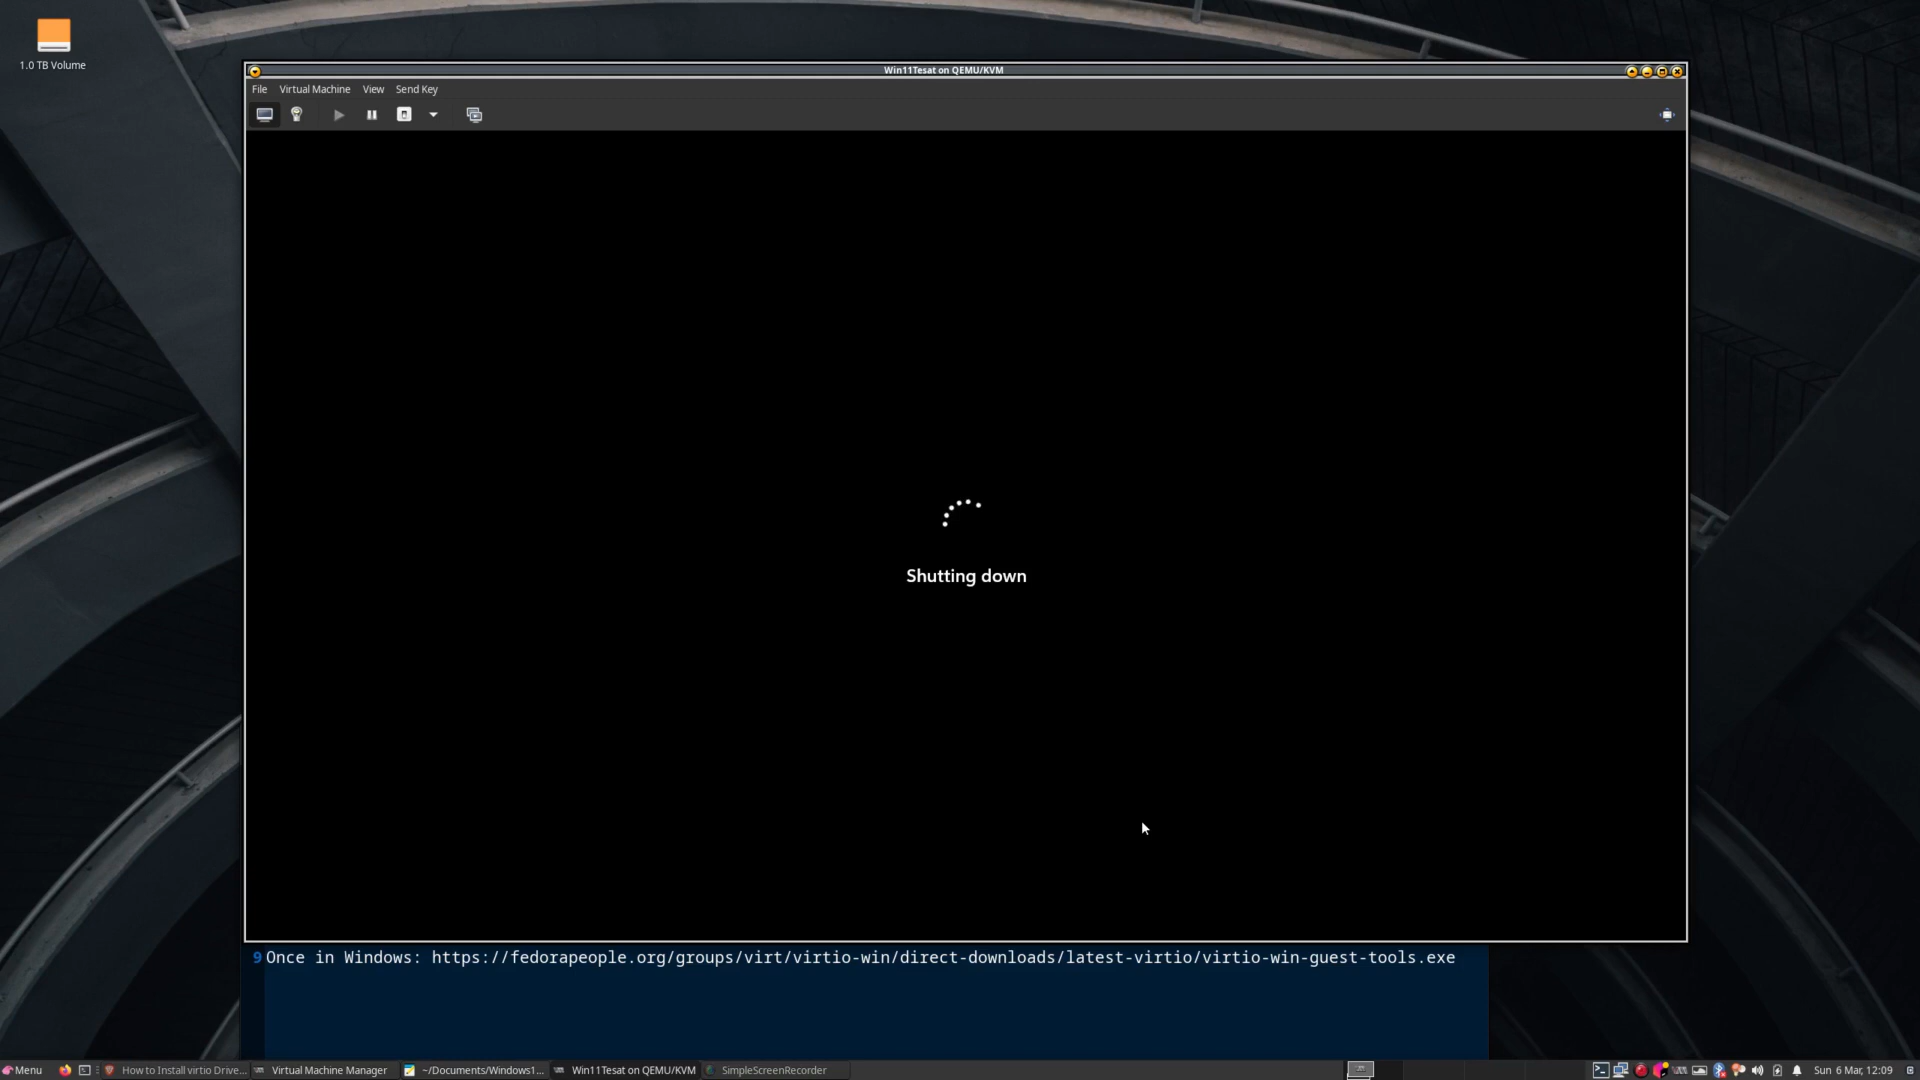 1.0 TB Volume
Win11Tesat on QEMU/KVM
File Virtual Machine View Send Key
Shutting down
9 Once in Windows: https://fedorapeople.org/groups/virt/virtio-win/direct-downloads/latest-virtio/virtio-win-guest-tools.exe
Menu How to Install virtio Drive... Virtual Machine Manager ~/Documents/Windows1... Win11Tesat on QEMU/KVM SimpleScreenRecorder Sun 6 Mar, 12:09